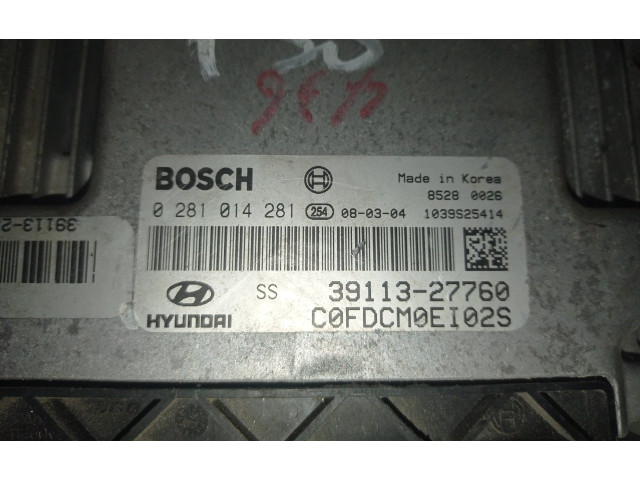 BOSCH
Made in Korea
8528 0026
0 281 014 281 254 08-03-04 1039S25414
SS 39113-27760
HYUNDAI C0FDCM0EI02S
39113-2